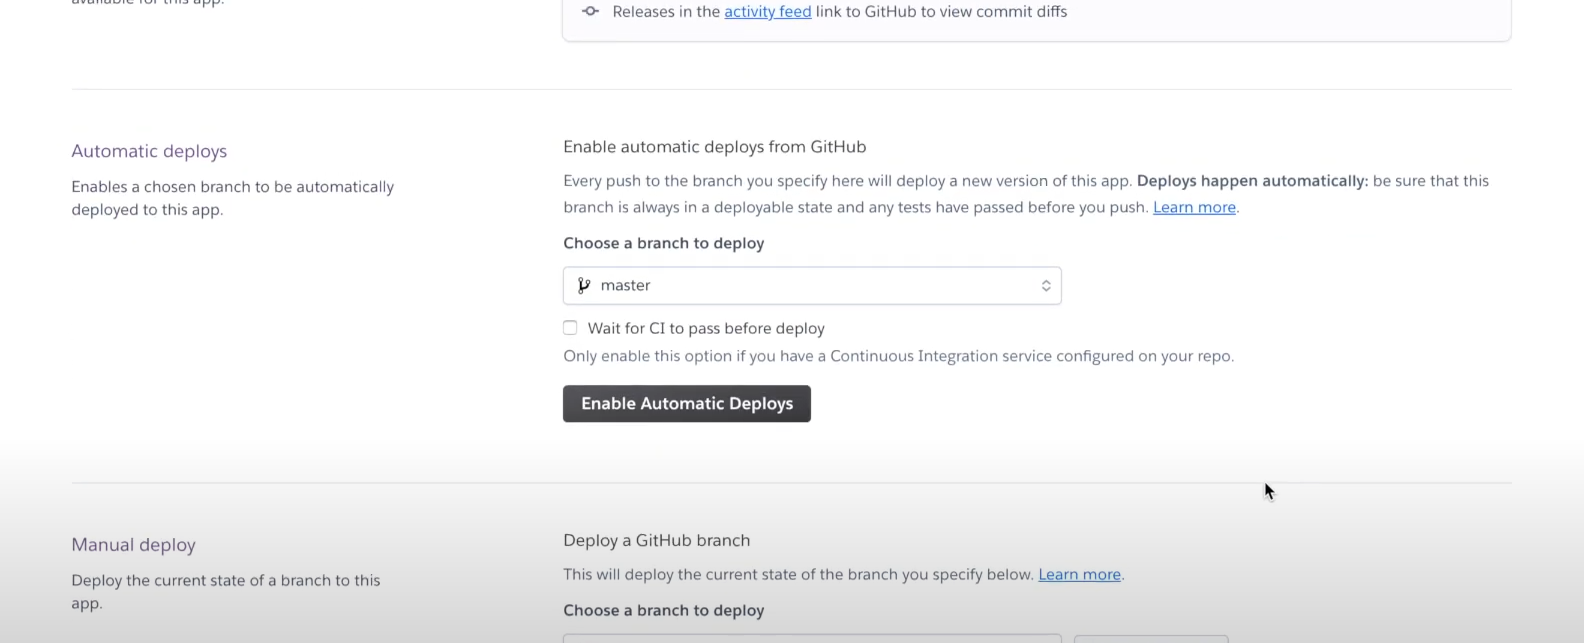 available for this app.
Releases in the activity feed link to GitHub to view commit diffs
Automatic deploys
Enables a chosen branch to be automatically
deployed to this app.
Enable automatic deploys from GitHub
Every push to the branch you specify here will deploy a new version of this app. Deploys happen automatically: be sure that this
branch is always in a deployable state and any tests have passed before you push. Learn more.
Choose a branch to deploy
master
Wait for CI to pass before deploy
Only enable this option if you have a Continuous Integration service configured on your repo.
Enable Automatic Deploys
Manual deploy
Deploy the current state of a branch to this
app.
Deploy a GitHub branch
This will deploy the current state of the branch you specify below. Learn more.
Choose a branch to deploy